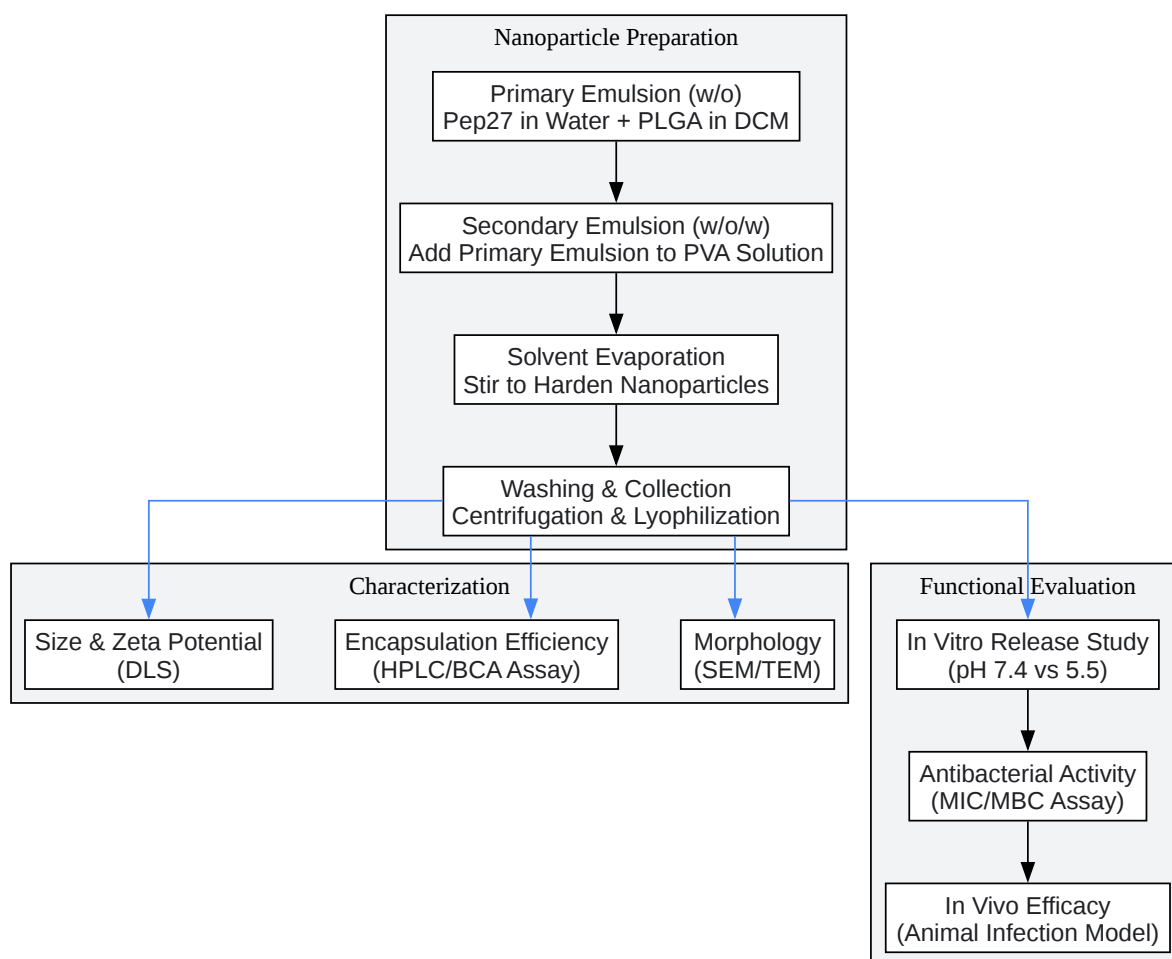 Nanoparticle Preparation
Primary Emulsion (w/o)
Pep27 in Water + PLGA in DCM
Secondary Emulsion (w/o/w)
Add Primary Emulsion to PVA Solution
Solvent Evaporation
Stir to Harden Nanoparticles
Washing & Collection
Centrifugation & Lyophilization
Characterization
Size & Zeta Potential
(DLS)
Encapsulation Efficiency
(HPLC/BCA Assay)
Morphology
(SEM/TEM)
Functional Evaluation
In Vitro Release Study
(pH 7.4 vs 5.5)
Antibacterial Activity
(MIC/MBC Assay)
In Vivo Efficacy
(Animal Infection Model)